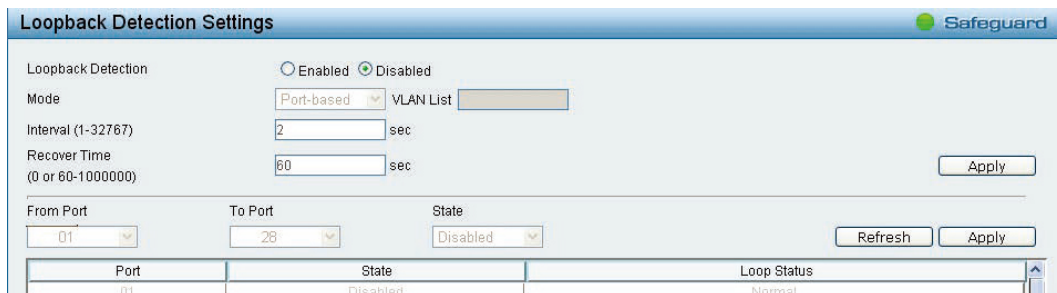 Loopback Detection Settings
Safeguard
Loopback Detection
Enabled
Disabled
Mode
Port-based
VLAN List
Interval (1-32767)
2
sec
Recover Time
(0 or 60-1000000)
60
sec
Apply
From Port
To Port
State
01
28
Disabled
Refresh
Apply
Port
State
Loop Status
01
Disabled
Normal